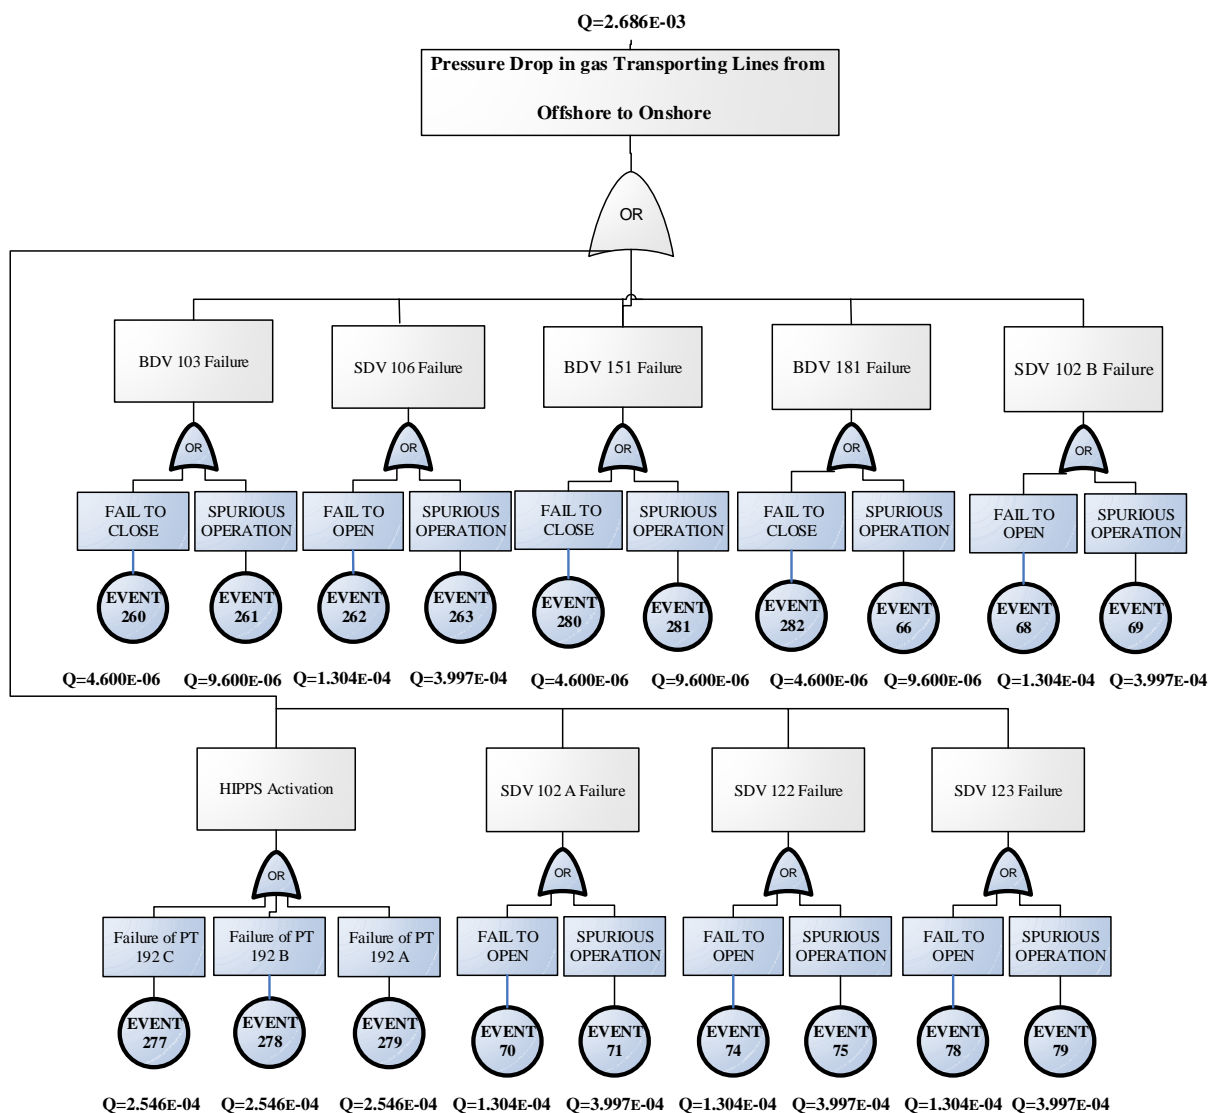 Q=2.686E-03
Pressure Drop in gas Transporting Lines from
Offshore to Onshore
OR
BDV 103 Failure
SDV 106 Failure
BDV 151 Failure
BDV 181 Failure
SDV 102 B Failure
OR
OR
OR
OR
OR
FAIL TO
CLOSE
SPURIOUS
OPERATION
FAIL TO
OPEN
SPURIOUS
OPERATION
FAIL TO
CLOSE
SPURIOUS
OPERATION
FAIL TO
CLOSE
SPURIOUS
OPERATION
FAIL TO
OPEN
SPURIOUS
OPERATION
EVENT
260
EVENT
261
EVENT
262
EVENT
263
EVENT
280
EVENT
281
EVENT
282
EVENT
66
EVENT
68
EVENT
69
Q=4.600E-06
Q=9.600E-06
Q=1.304E-04
Q=3.997E-04
Q=4.600E-06
Q=9.600E-06
Q=4.600E-06
Q=9.600E-06
Q=1.304E-04
Q=3.997E-04
HIPPS Activation
SDV 102 A Failure
SDV 122 Failure
SDV 123 Failure
OR
OR
OR
OR
Failure of PT
192 C
Failure of PT
192 B
Failure of PT
192 A
FAIL TO
OPEN
SPURIOUS
OPERATION
FAIL TO
OPEN
SPURIOUS
OPERATION
FAIL TO
OPEN
SPURIOUS
OPERATION
EVENT
277
EVENT
278
EVENT
279
EVENT
70
EVENT
71
EVENT
74
EVENT
75
EVENT
78
EVENT
79
Q=2.546E-04
Q=2.546E-04
Q=2.546E-04
Q=1.304E-04
Q=3.997E-04
Q=1.304E-04
Q=3.997E-04
Q=1.304E-04
Q=3.997E-04